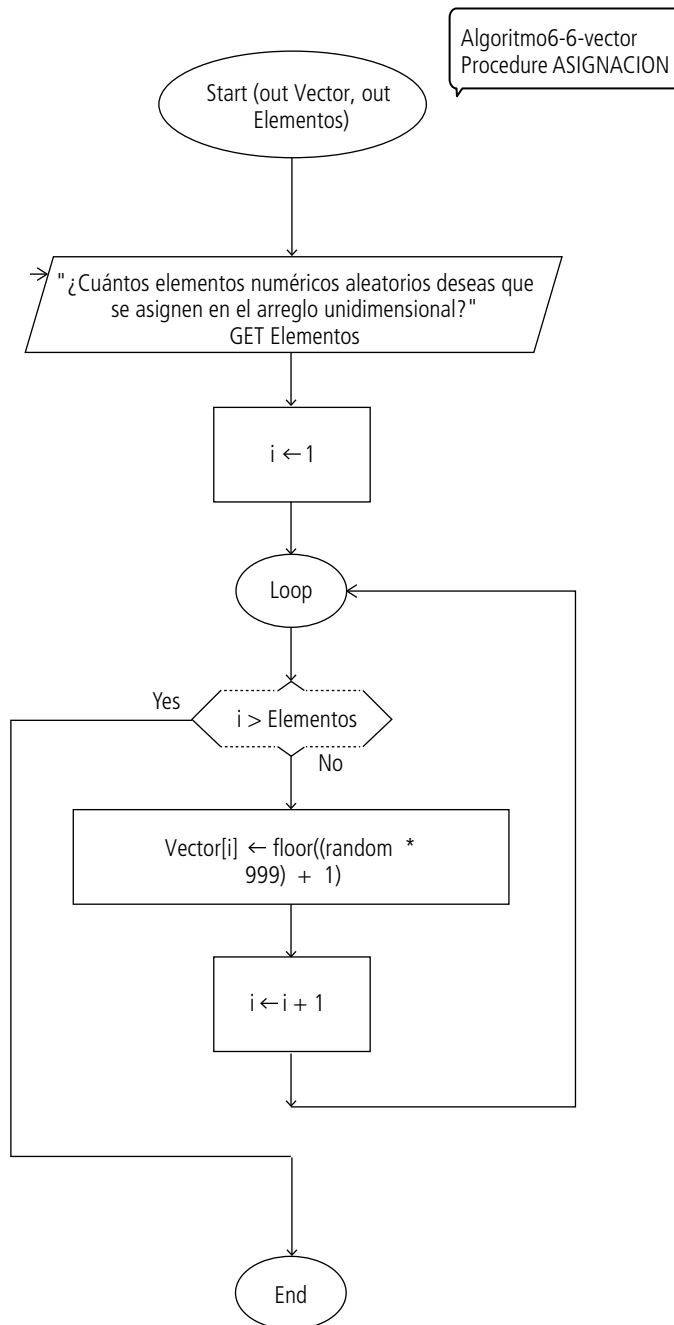 Algoritmo6-6-vector
Procedure ASIGNACION
Start (out Vector, out
Elementos)
"¿Cuántos elementos numéricos aleatorios deseas que
se asignen en el arreglo unidimensional?"
GET Elementos
i ← 1
Loop
Yes
i > Elementos
No
Vector[i] ← floor((random *
999) + 1)
i ← i + 1
End